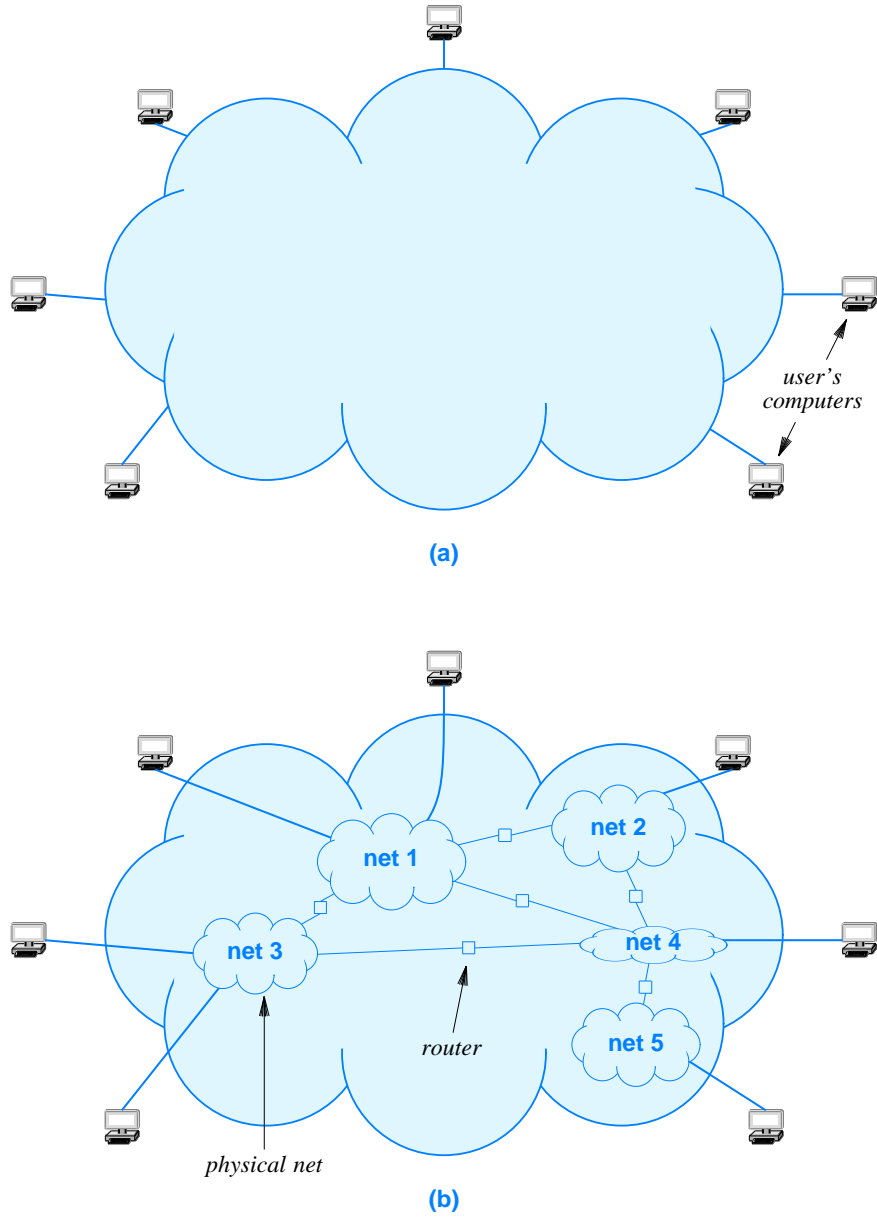 user's
computers
(a)
net 1
net 2
net 3
net 4
net 5
router
physical net
(b)